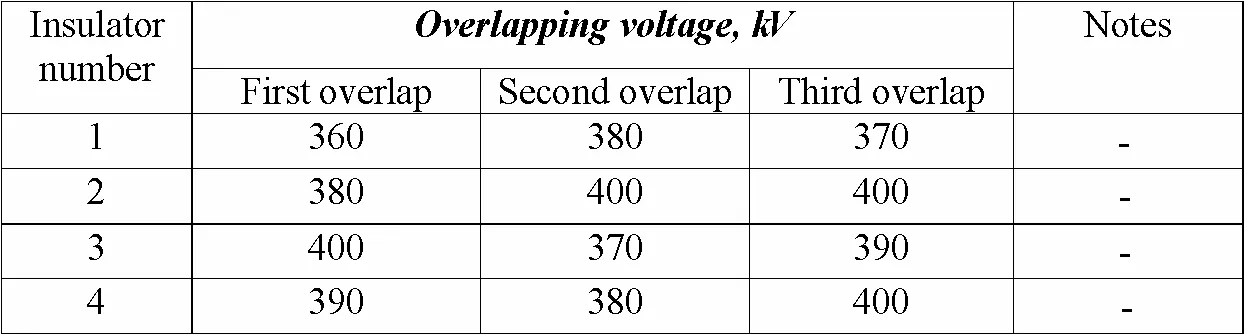 Insulator number Overlapping voltage, kV Notes
First overlap Second overlap Third overlap
1 360 380 370 -
2 380 400 400 -
3 400 370 390 -
4 390 380 400 -